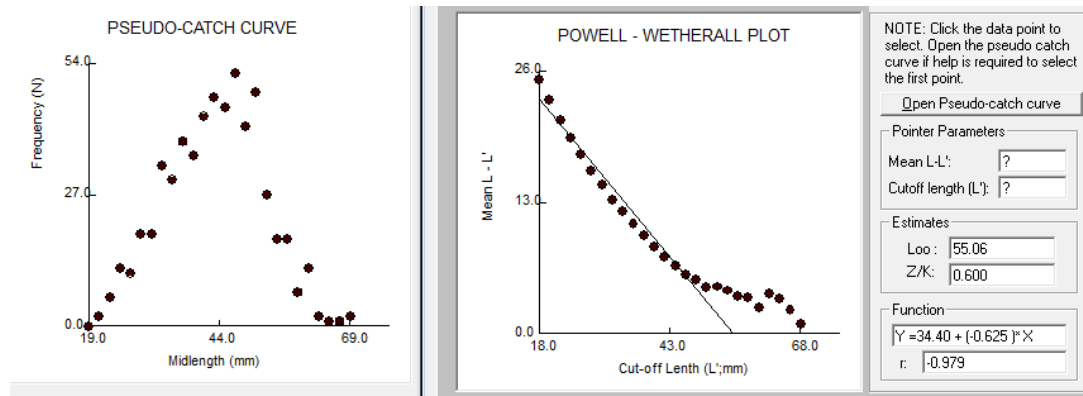 PSEUDO-CATCH CURVE
Frequency (N)
54.0
27.0
0.0
19.0
44.0
69.0
Midlength (mm)
POWELL - WETHERALL PLOT
Mean L - L'
26.0
13.0
0.0
18.0
43.0
68.0
Cut-off Lenth (L';mm)
NOTE: Click the data point to
select. Open the pseudo catch
curve if help is required to select
the first point.
Open Pseudo-catch curve
Pointer Parameters
Mean L-L': ?
Cutoff length (L'): ?
Estimates
Loo : 55.06
Z/K: 0.600
Function
Y =34.40 + (-0.625 )* X
r: -0.979